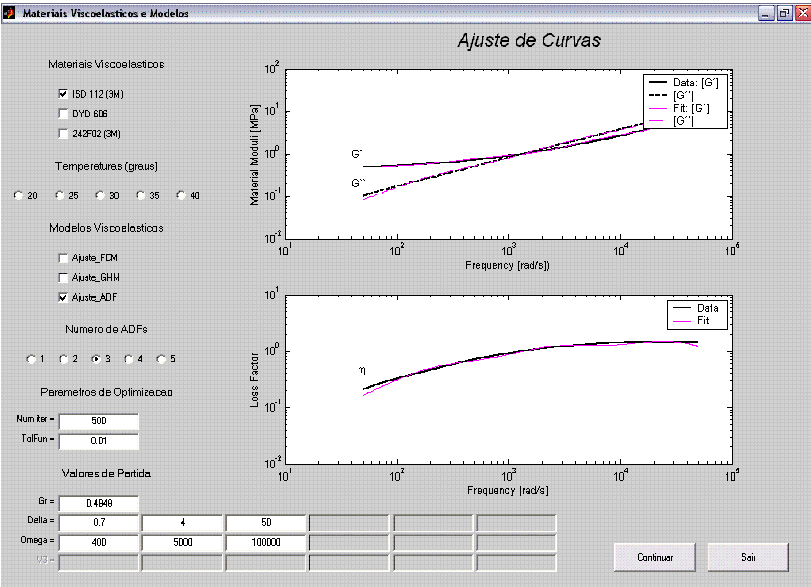 Materiais Viscoelasticos e Modelos
Ajuste de Curvas
Materiais Viscoelasticos
ISD 112 (3M)
DYD 606
242F02 (3M)
Temperaturas (graus)
20 25 30 35 40
Modelos Viscoelasticos
Ajuste_FCM
Ajuste_GHM
Ajuste_ADF
Numero de ADFs
1 2 3 4 5
Parametros de Optimizacao
Num iter = 500
TolFun = 0.01
Valores de Partida
Gr = 0.4848
Delta = 0.7 4 50
Omega = 400 5000 100000
Material Moduli [MPa]
10^2
10^1
10^0
10^-1
10^-2
G´
G´´
Data: [G´]
[G´´]
Fit: [G´]
[G´´]
10^1 10^2 10^3 10^4 10^5
Frequency [rad/s])
Loss Factor
10^1
10^0
10^-1
10^-2
η
Data
Fit
10^1 10^2 10^3 10^4 10^5
Frequency [rad/s]
Continuar
Sair